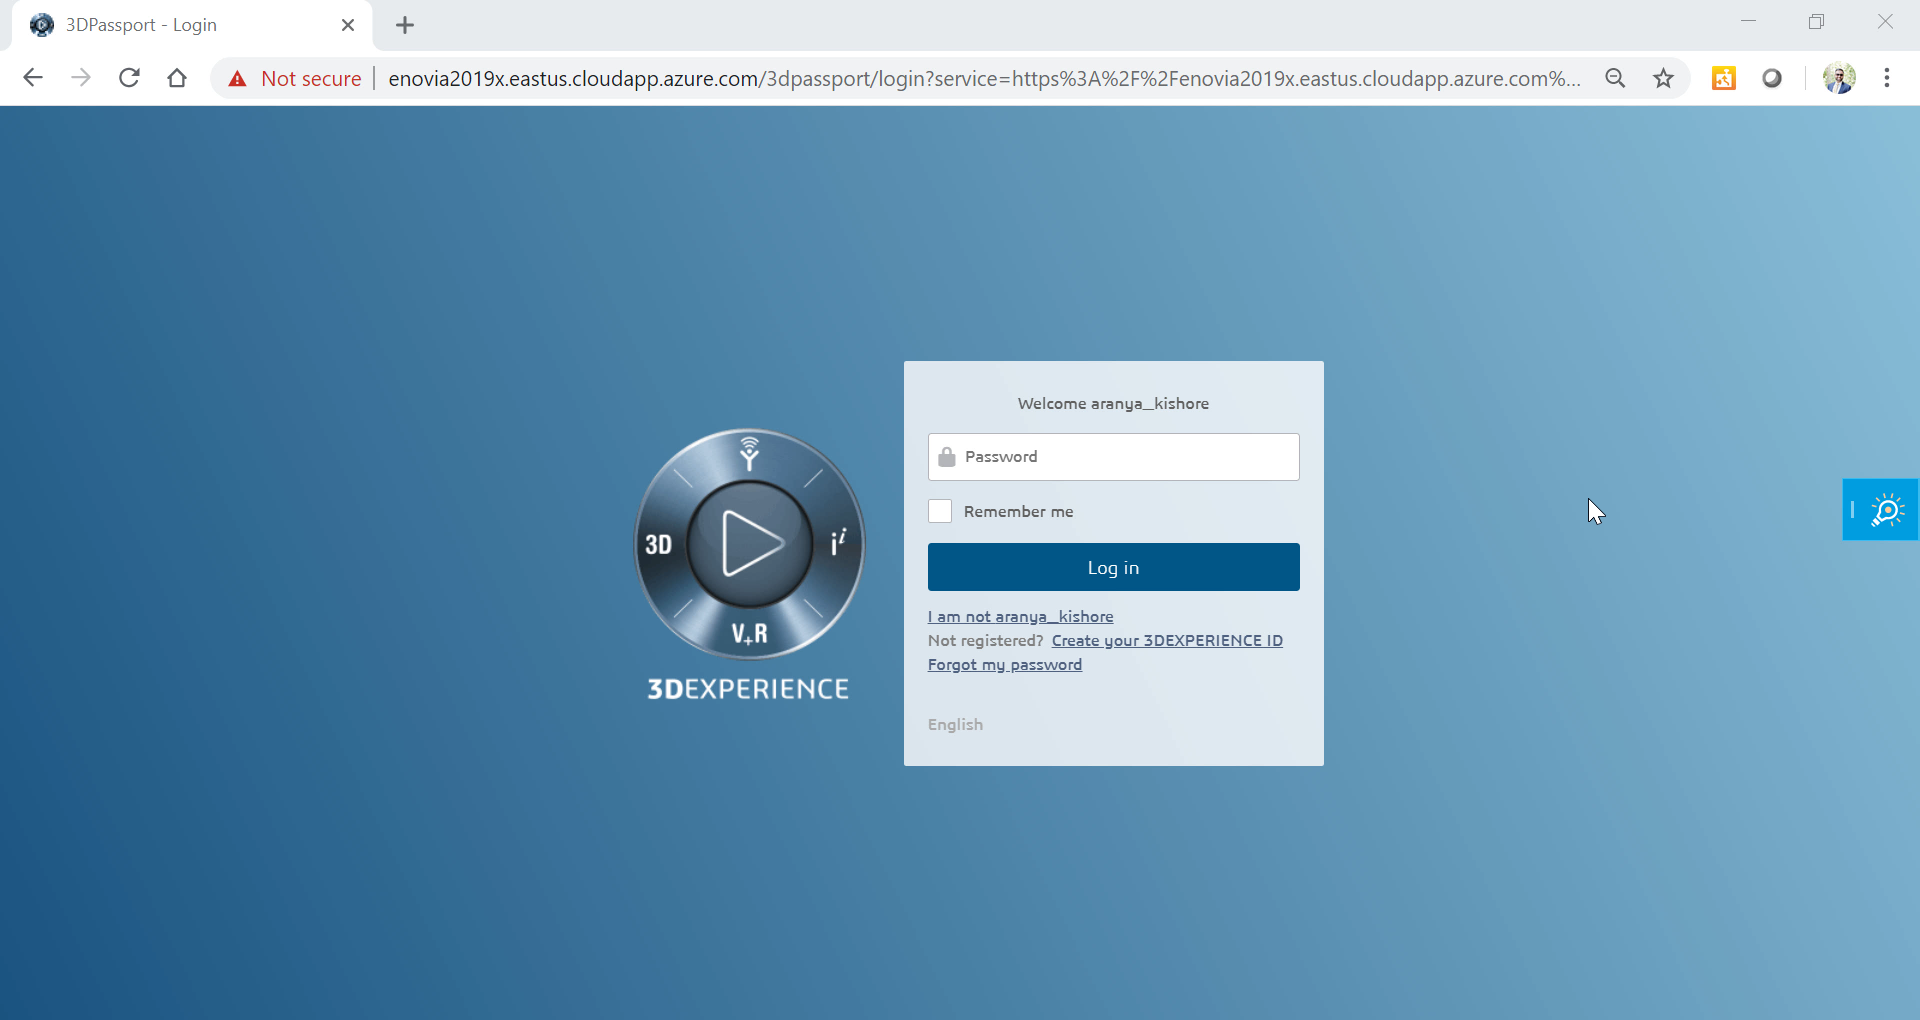 3DPassport - Login
Not secure
enovia2019x.eastus.cloudapp.azure.com/3dpassport/login?service=https%3A%2F%2Fenovia2019x.eastus.cloudapp.azure.com%...
Welcome aranya_kishore
Password
Remember me
Log in
I am not aranya_kishore
Not registered? Create your 3DEXPERIENCE ID
Forgot my password
English
3D
i i
V+R
3DEXPERIENCE